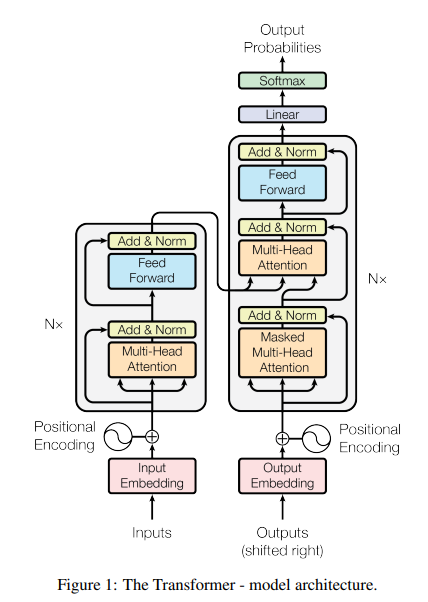 Output
Probabilities
Softmax
Linear
Add & Norm
Feed
Forward
Add & Norm
Multi-Head
Attention
Add & Norm
Masked
Multi-Head
Attention
Nx
Add & Norm
Feed
Forward
Add & Norm
Multi-Head
Attention
Nx
Positional
Encoding
Positional
Encoding
Input
Embedding
Output
Embedding
Inputs
Outputs
(shifted right)
Figure 1: The Transformer - model architecture.